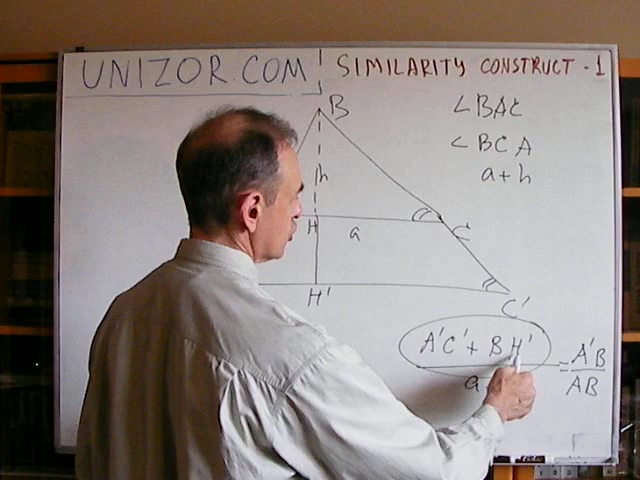 UNIZOR.COM
SIMILARITY CONSTRUCT - 1
B
∠BAC
∠BCA
a+h
h
H
a
C
H'
C'
A'C' + BH'
a
= A'B
AB